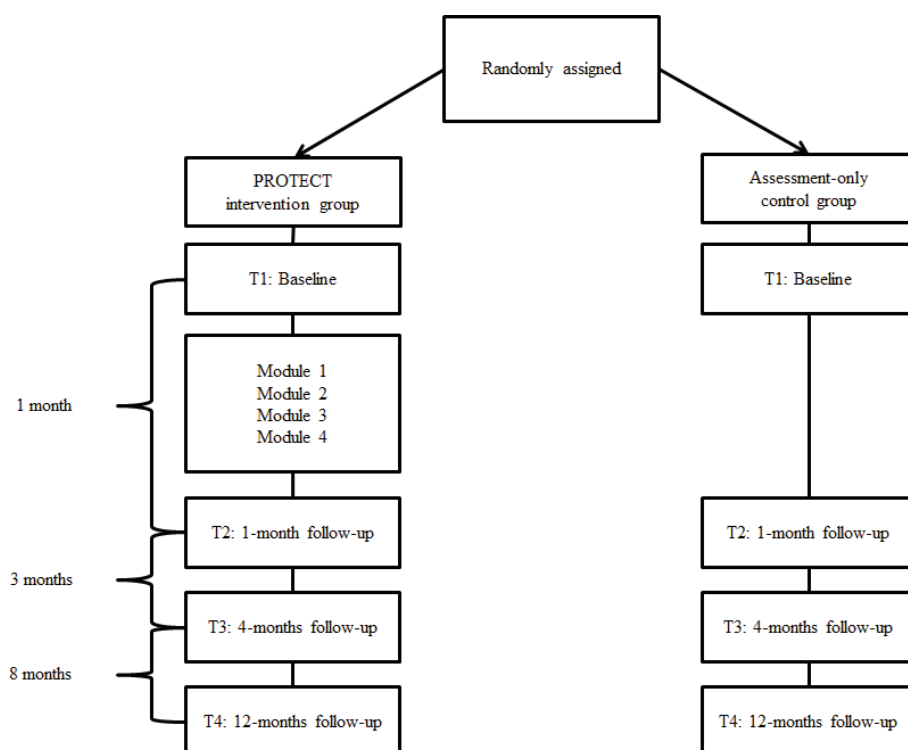 Randomly assigned
PROTECT
intervention group
Assessment-only
control group
T1: Baseline
T1: Baseline
Module 1
Module 2
Module 3
Module 4
1 month
T2: 1-month follow-up
T2: 1-month follow-up
3 months
T3: 4-months follow-up
T3: 4-months follow-up
8 months
T4: 12-months follow-up
T4: 12-months follow-up